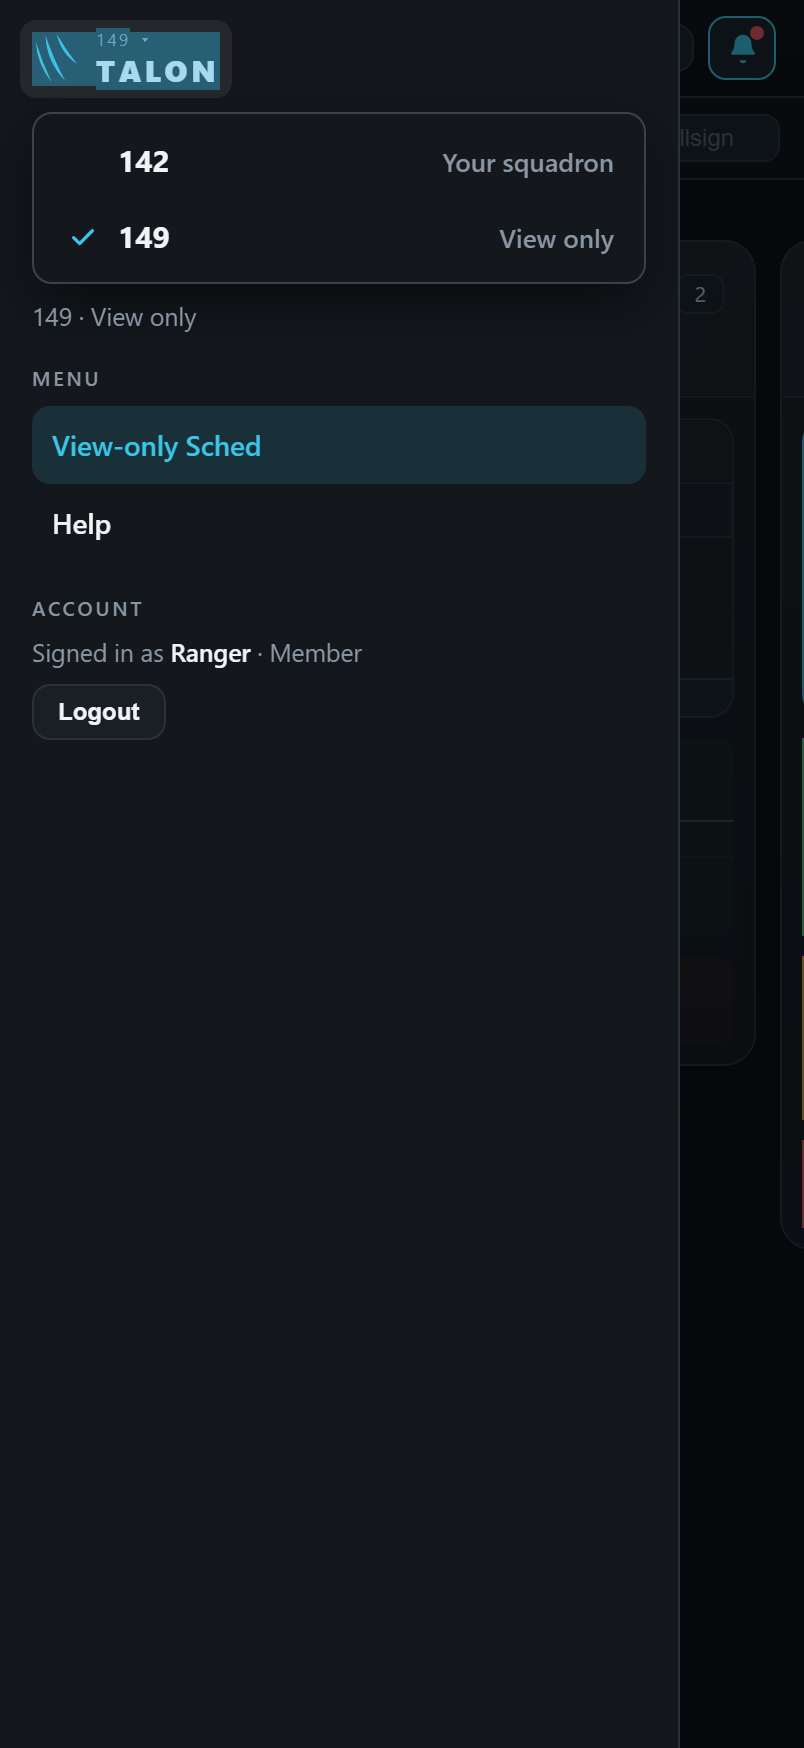 149
TALON
142 Your squadron
149 View only
149 · View only
MENU
View-only Sched
Help
ACCOUNT
Signed in as Ranger · Member
Logout
llsign
2